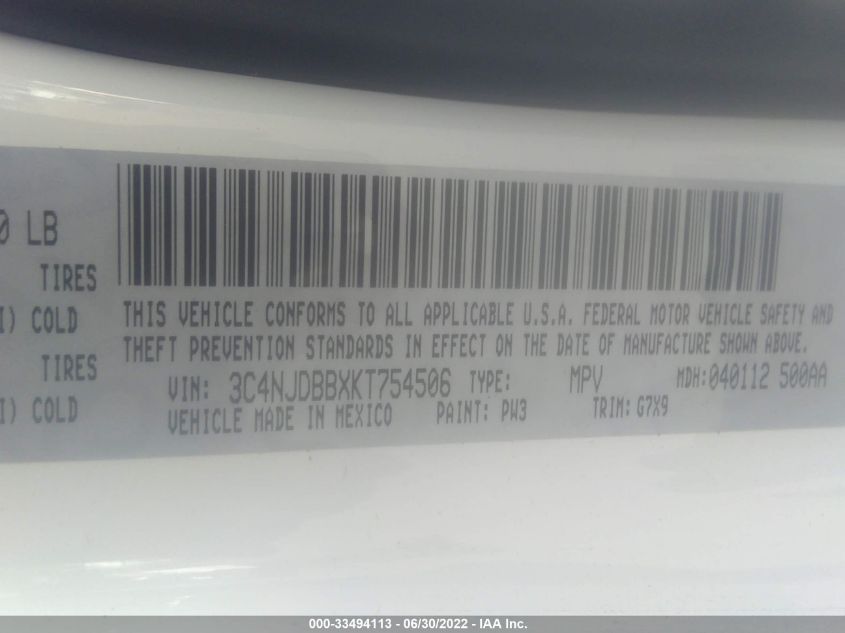 0 LB
TIRES
I) COLD
TIRES
I) COLD
THIS VEHICLE CONFORMS TO ALL APPLICABLE U.S.A. FEDERAL MOTOR VEHICLE SAFETY AND
THEFT PREVENTION STANDARDS IN EFFECT ON THE DATE OF MANUFACTURE SHOWN ABOVE.
VIN: 3C4NJDBBXKT754506 TYPE: MPV MDH:040112 500AA
VEHICLE MADE IN MEXICO PAINT: PW3 TRIM: G7X9
000-33494113 - 06/30/2022 - IAA Inc.